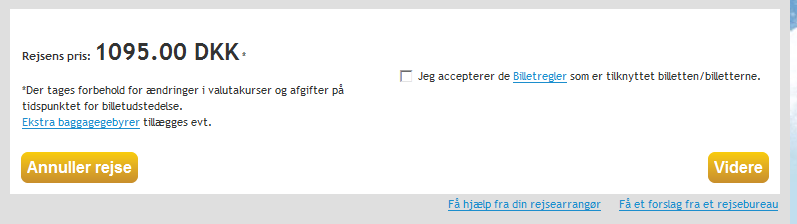 Rejsens pris: 1095.00 DKK *
Jeg accepterer de Billetregler som er tilknyttet billetten/billetterne.
*Der tages forbehold for ændringer i valutakurser og afgifter på
tidspunktet for billetudstedelse.
Ekstra baggagegebyrer tillægges evt.
Annuller rejse
Videre
Få hjælp fra din rejsearrangør
Få et forslag fra et rejsebureau